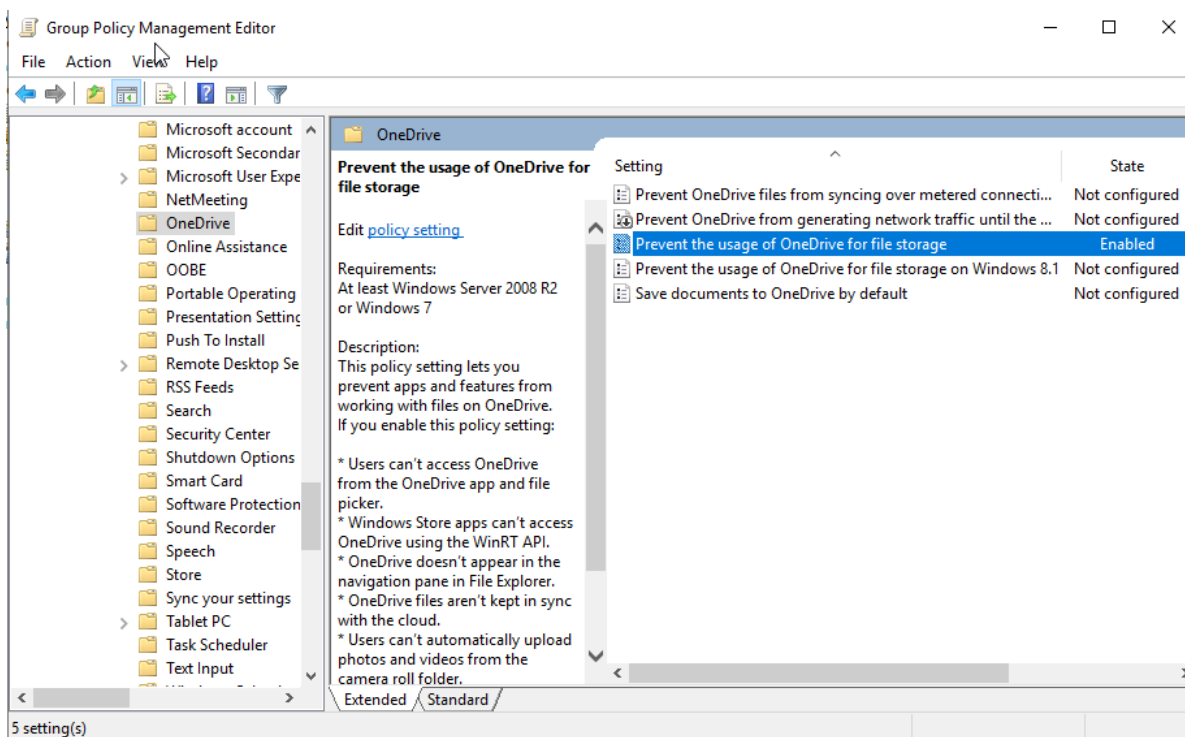 Group Policy Management Editor
File Action View Help
Microsoft account
Microsoft Secondar
Microsoft User Expe
NetMeeting
OneDrive
Online Assistance
OOBE
Portable Operating
Presentation Setting
Push To Install
Remote Desktop Se
RSS Feeds
Search
Security Center
Shutdown Options
Smart Card
Software Protection
Sound Recorder
Speech
Store
Sync your settings
Tablet PC
Task Scheduler
Text Input
OneDrive
Prevent the usage of OneDrive for
file storage
Edit policy setting
Requirements:
At least Windows Server 2008 R2
or Windows 7
Description:
This policy setting lets you
prevent apps and features from
working with files on OneDrive.
If you enable this policy setting:
* Users can't access OneDrive
from the OneDrive app and file
picker.
* Windows Store apps can't access
OneDrive using the WinRT API.
* OneDrive doesn't appear in the
navigation pane in File Explorer.
* OneDrive files aren't kept in sync
with the cloud.
* Users can't automatically upload
photos and videos from the
camera roll folder.
Setting State
Prevent OneDrive files from syncing over metered connecti... Not configured
Prevent OneDrive from generating network traffic until the ... Not configured
Prevent the usage of OneDrive for file storage Enabled
Prevent the usage of OneDrive for file storage on Windows 8.1 Not configured
Save documents to OneDrive by default Not configured
Extended Standard
5 setting(s)